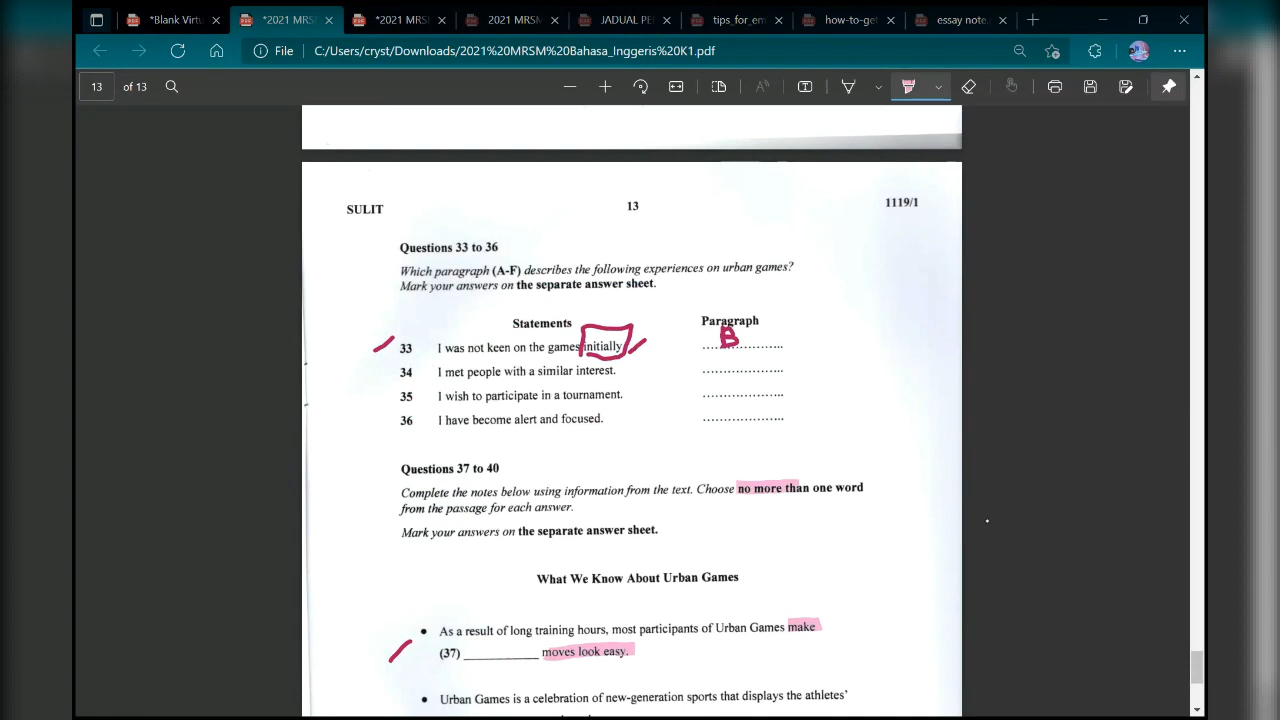 *Blank Virtu
*2021 MRSM
*2021 MRSM
2021 MRSM
JADUAL PE
tips_for_em
how-to-get
essay note.
File
C:/Users/cryst/Downloads/2021%20MRSM%20Bahasa_Inggeris%20K1.pdf
13 of 13
SULIT 13 1119/1
Questions 33 to 36
Which paragraph (A-F) describes the following experiences on urban games?
Mark your answers on the separate answer sheet.
Statements Paragraph
33 I was not keen on the games initially. B
34 I met people with a similar interest. ....................
35 I wish to participate in a tournament. ....................
36 I have become alert and focused. ....................
Questions 37 to 40
Complete the notes below using information from the text. Choose no more than one word
from the passage for each answer.
Mark your answers on the separate answer sheet.
What We Know About Urban Games
• As a result of long training hours, most participants of Urban Games make
(37) __________ moves look easy.
• Urban Games is a celebration of new-generation sports that displays the athletes'